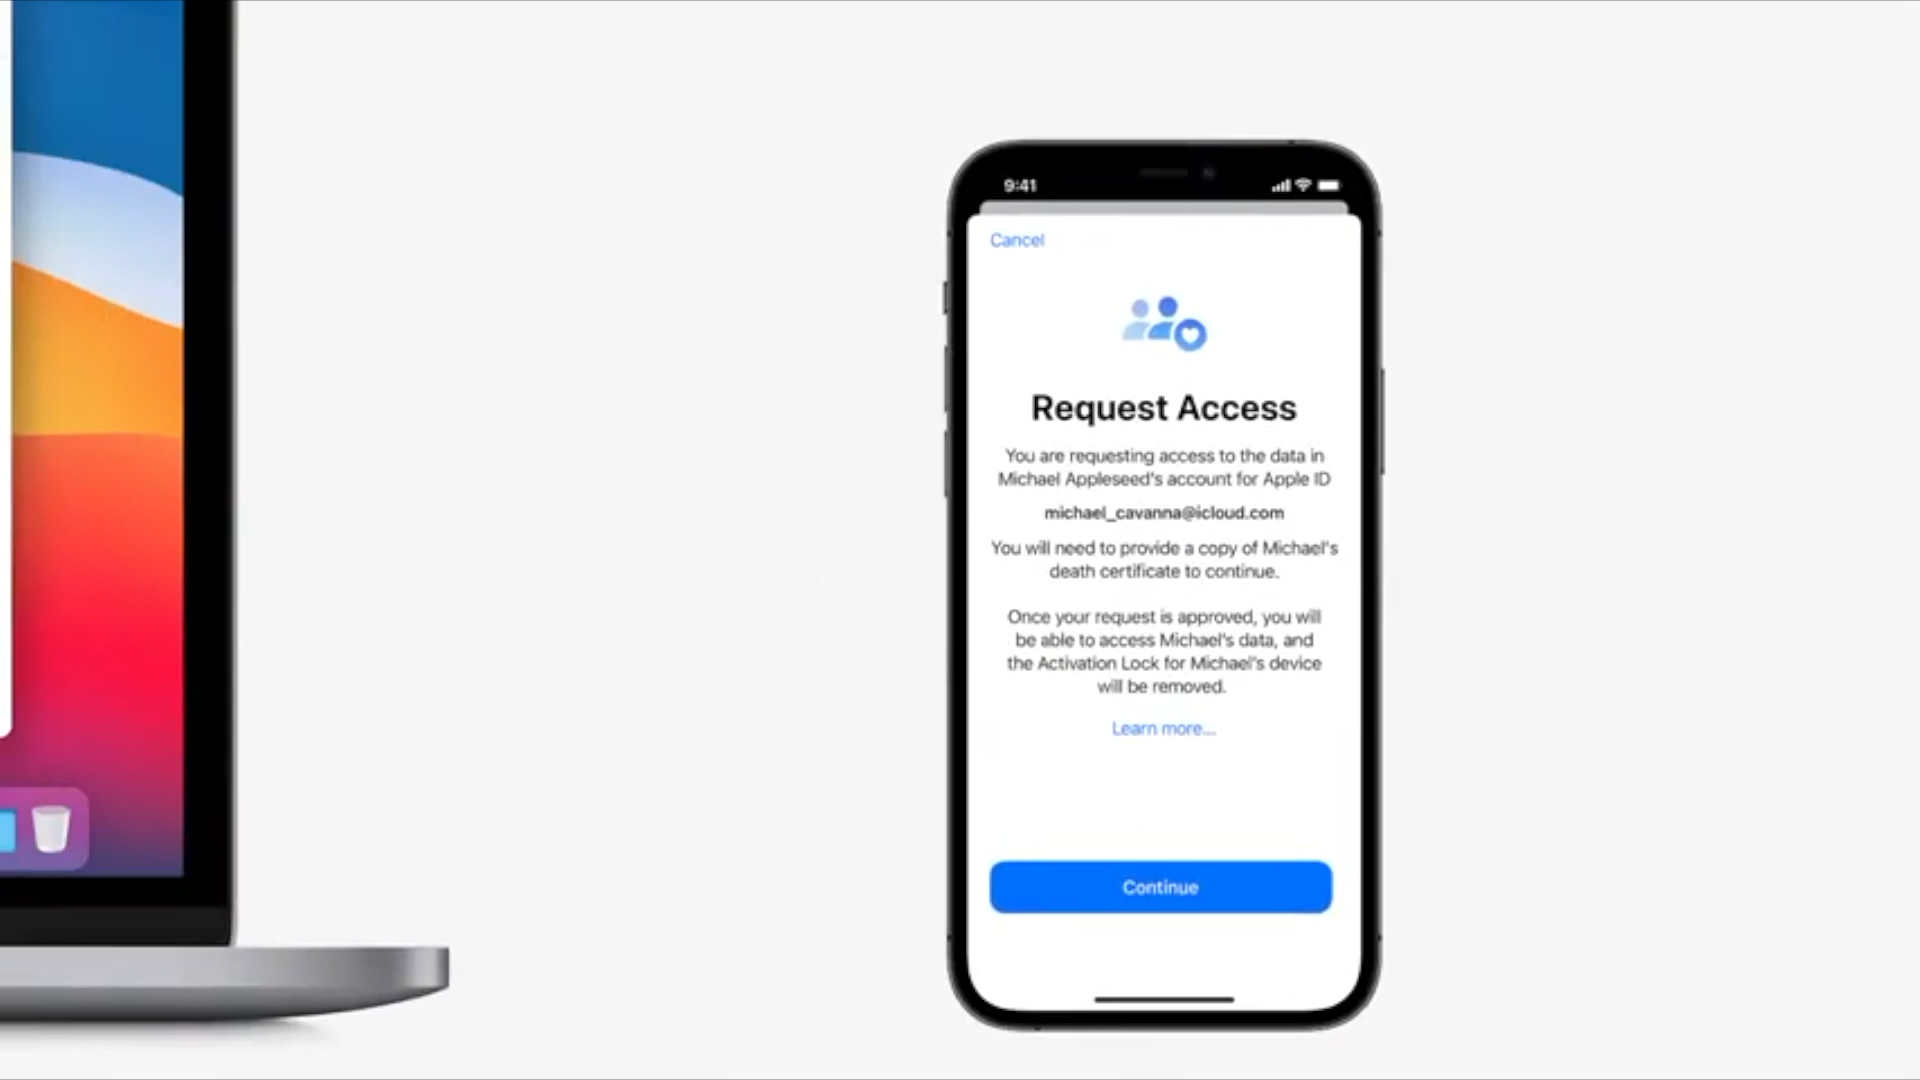 9:41
Cancel
Request Access
You are requesting access to the data in
Michael Appleseed's account for Apple ID
michael_cavanna@icloud.com
You will need to provide a copy of Michael's
death certificate to continue.
Once your request is approved, you will
be able to access Michael's data, and
the Activation Lock for Michael's device
will be removed.
Learn more...
Continue